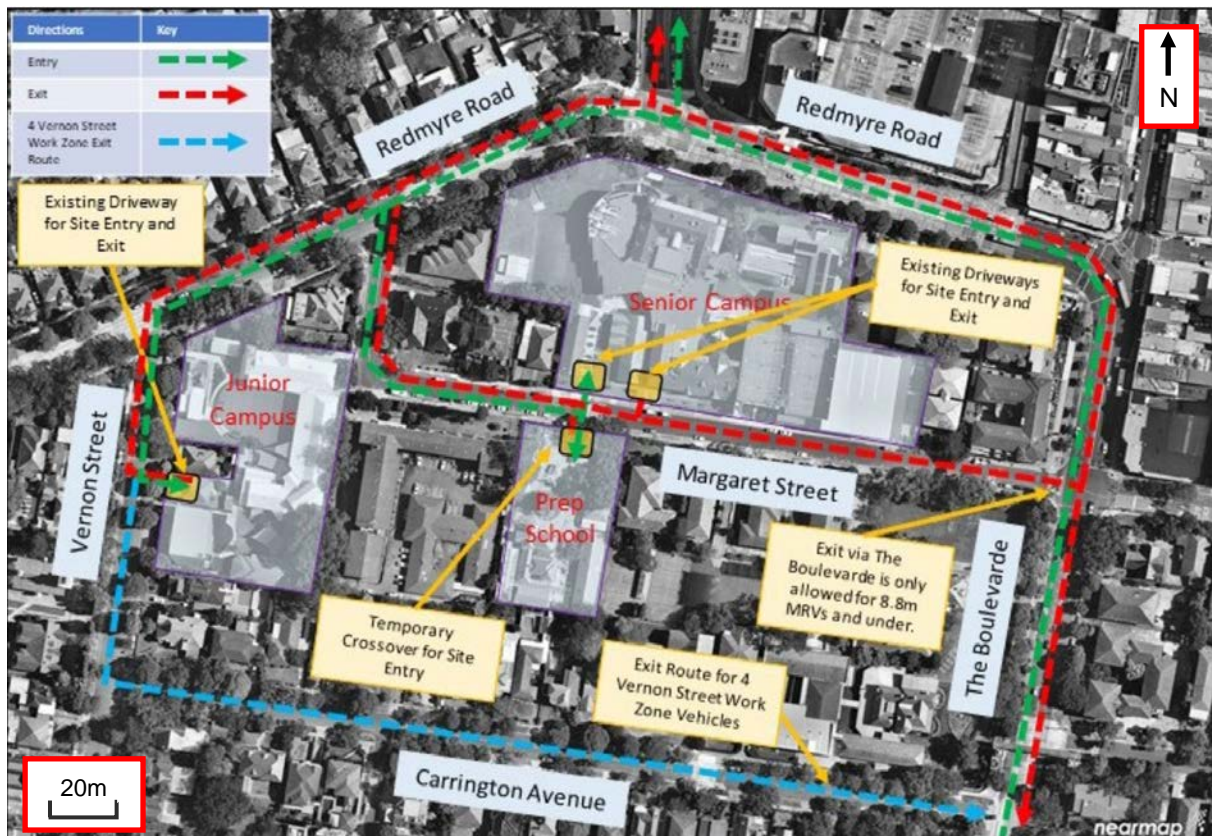 Directions Key
Entry
Exit
4 Vernon Street
Work Zone Exit
Route
N
Redmyre Road
Redmyre Road
Existing Driveway
for Site Entry and
Exit
Existing Driveways
for Site Entry and
Exit
Senior Campus
Junior
Campus
Vernon Street
Prep
School
Margaret Street
Exit via The
Boulevarde is only
allowed for 8.8m
MRVs and under.
The Boulevarde
Temporary
Crossover for Site
Entry
Exit Route for 4
Vernon Street Work
Zone Vehicles
Carrington Avenue
20m
nearmap